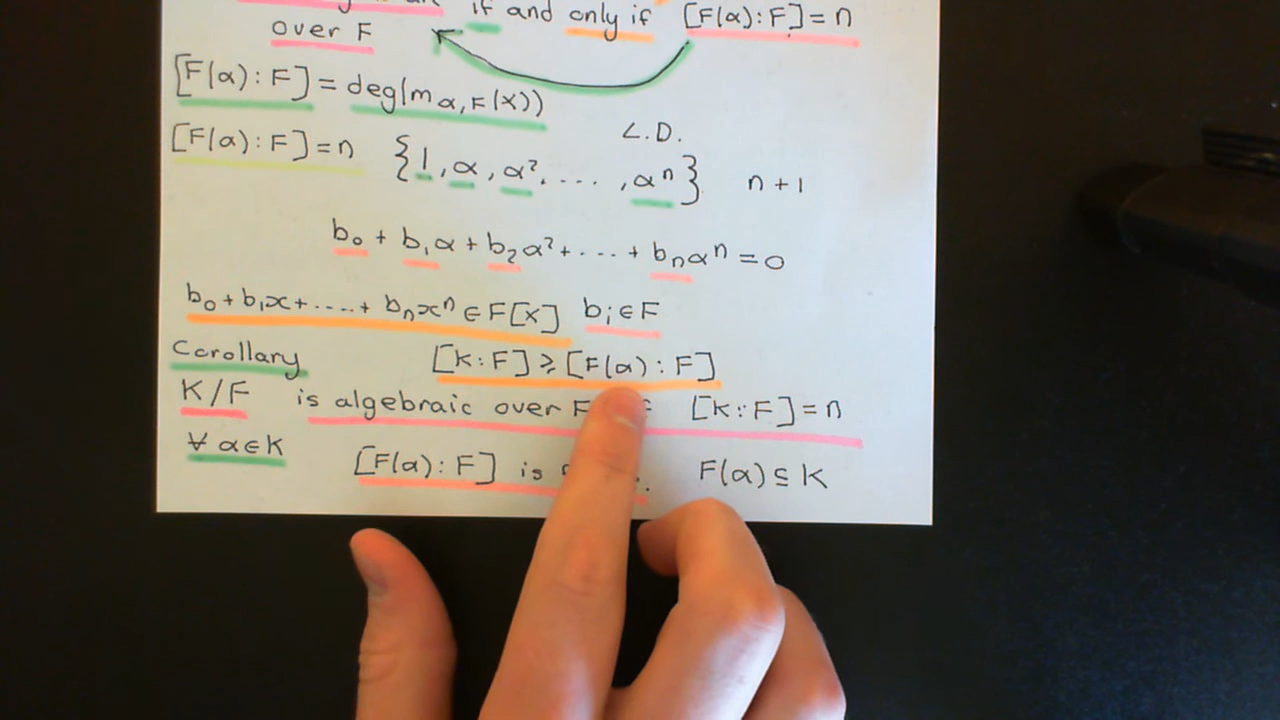 if and only if [F(α):F]=n
over F
[F(α):F]=deg(m α,F(x))
L.D.
[F(α):F]=n {1,α,α²,....,αⁿ} n+1
b₀+b₁α+b₂α²+....+bₙαⁿ=0
b₀+b₁x+....+bₙxⁿ∈F[x] bᵢ∈F
Corollary [K:F]⩾[F(α):F]
K/F is algebraic over F [K:F]=n
∀α∈K [F(α):F] is F(α)⊆K